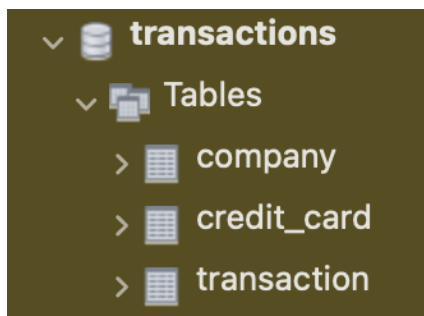 transactions
Tables
company
credit_card
transaction